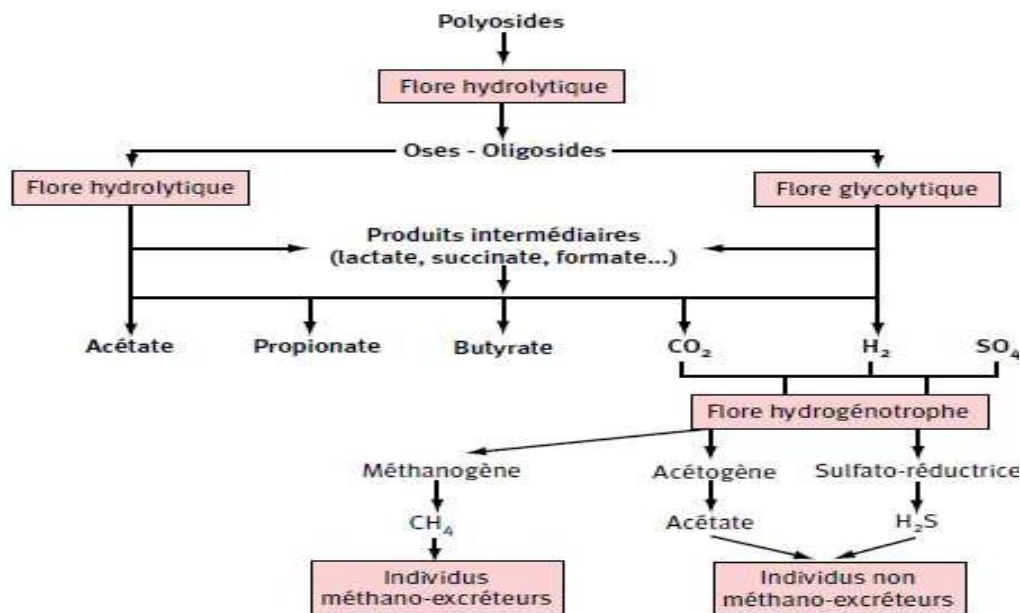 Polyosides
Flore hydrolytique
Oses - Oligosides
Flore hydrolytique
Flore glycolytique
Produits intermédiaires
(lactate, succinate, formate...)
Acétate
Propionate
Butyrate
CO₂
H₂
SO₄
Flore hydrogénotrophe
Méthanogène
Acétogène
Sulfato-réductrice
CH₄
Acétate
H₂S
Individus
méthano-excréteurs
Individus non
méthano-excréteurs